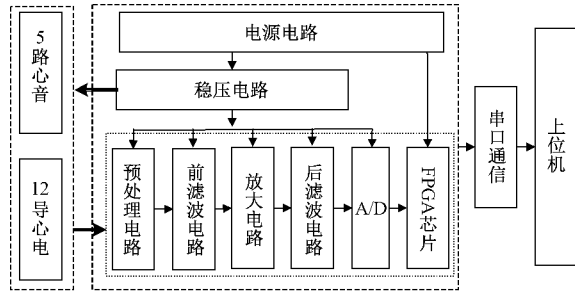 5路心音
12导心电
电源电路
稳压电路
预处理电路
前滤波电路
放大电路
后滤波电路
A/D
FPGA芯片
串口通信
上位机